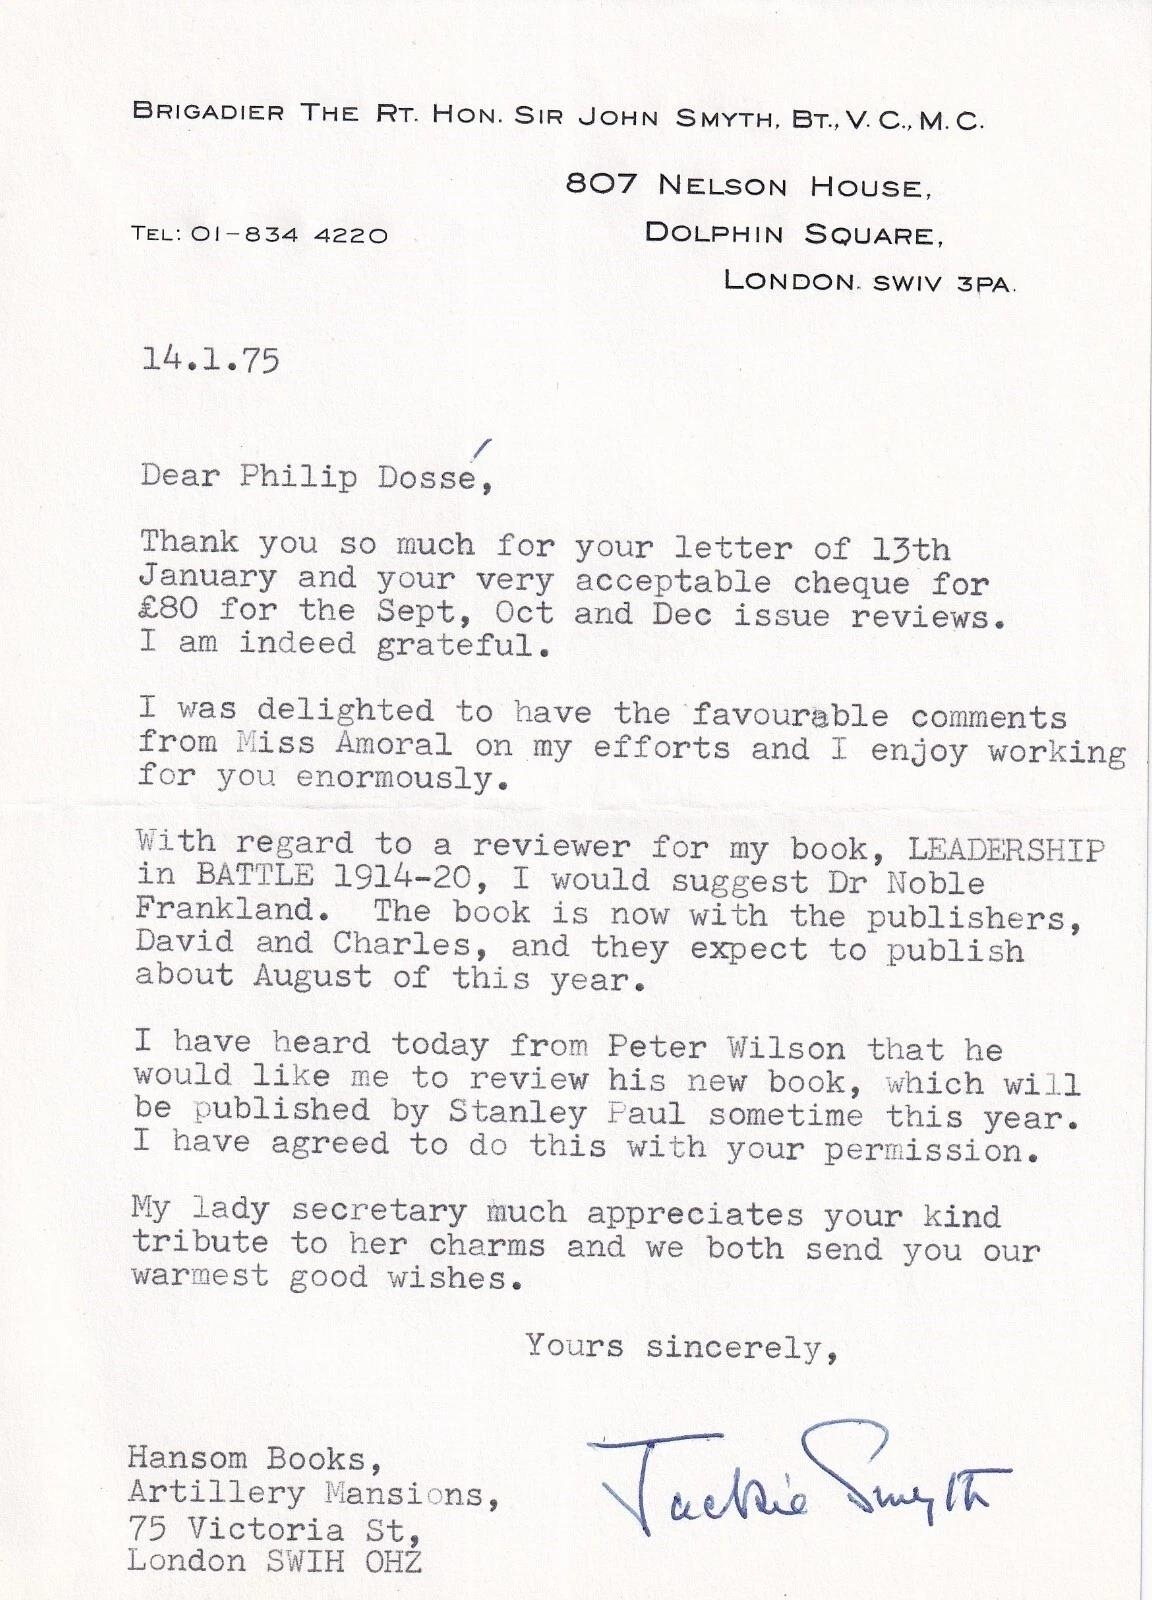 BRIGADIER THE RT. HON. SIR JOHN SMYTH, BT., V. C., M. C.
807 NELSON HOUSE,
TEL: 01-834 4220
DOLPHIN SQUARE,
LONDON. SWIV 3PA.
14.1.75
Dear Philip Dossé,
Thank you so much for your letter of 13th
January and your very acceptable cheque for
£80 for the Sept, Oct and Dec issue reviews.
I am indeed grateful.
I was delighted to have the favourable comments
from Miss Amoral on my efforts and I enjoy working
for you enormously.
With regard to a reviewer for my book, LEADERSHIP
in BATTLE 1914-20, I would suggest Dr Noble
Frankland. The book is now with the publishers,
David and Charles, and they expect to publish
about August of this year.
I have heard today from Peter Wilson that he
would like me to review his new book, which will
be published by Stanley Paul sometime this year.
I have agreed to do this with your permission.
My lady secretary much appreciates your kind
tribute to her charms and we both send you our
warmest good wishes.
Yours sincerely,
Jackie Smyth
Hansom Books,
Artillery Mansions,
75 Victoria St,
London SWIH OHZ